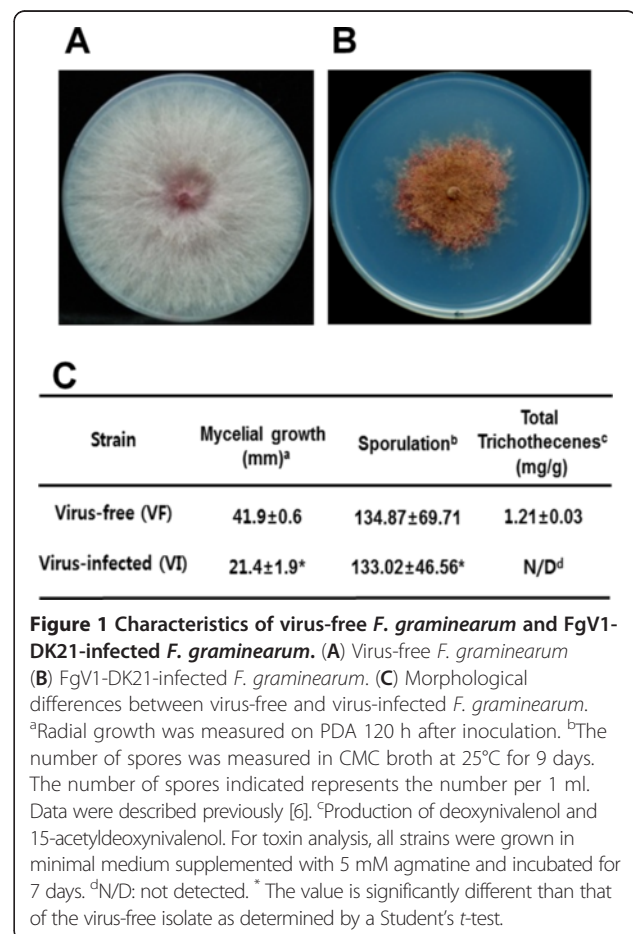 A
B
C
Strain
Mycelial growth
(mm)ᵃ
Sporulationᵇ
Total
Trichothecenesᶜ
(mg/g)
Virus-free (VF) 41.9±0.6 134.87±69.71 1.21±0.03
Virus-infected (VI) 21.4±1.9* 133.02±46.56* N/Dᵈ
Figure 1 Characteristics of virus-free F. graminearum and FgV1-
DK21-infected F. graminearum. (A) Virus-free F. graminearum
(B) FgV1-DK21-infected F. graminearum. (C) Morphological
differences between virus-free and virus-infected F. graminearum.
ᵃRadial growth was measured on PDA 120 h after inoculation. ᵇThe
number of spores was measured in CMC broth at 25°C for 9 days.
The number of spores indicated represents the number per 1 ml.
Data were described previously [6]. ᶜProduction of deoxynivalenol and
15-acetyldeoxynivalenol. For toxin analysis, all strains were grown in
minimal medium supplemented with 5 mM agmatine and incubated for
7 days. ᵈN/D: not detected. * The value is significantly different than that
of the virus-free isolate as determined by a Student's t-test.